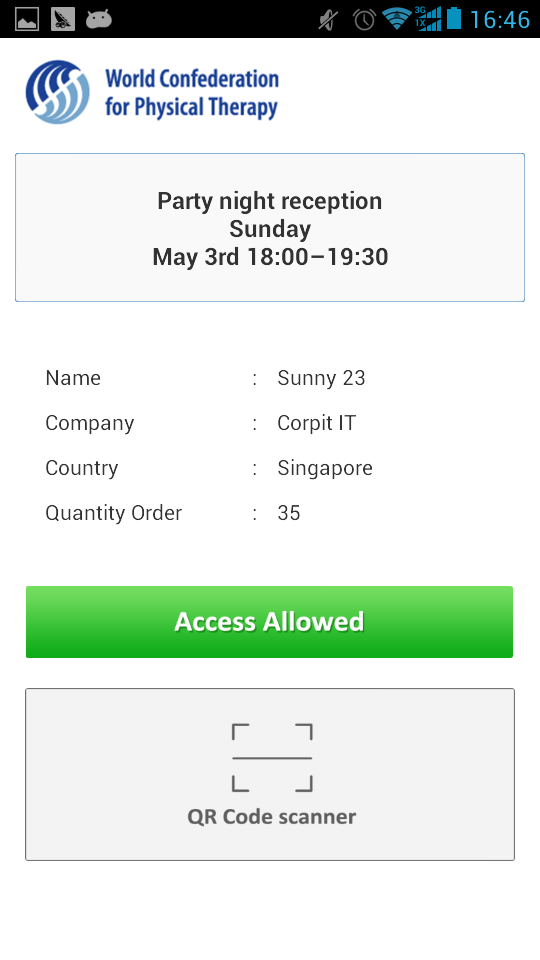 3G
1X
16:46
World Confederation
for Physical Therapy
Party night reception
Sunday
May 3rd 18:00–19:30
Name : Sunny 23
Company : Corpit IT
Country : Singapore
Quantity Order : 35
Access Allowed
QR Code scanner